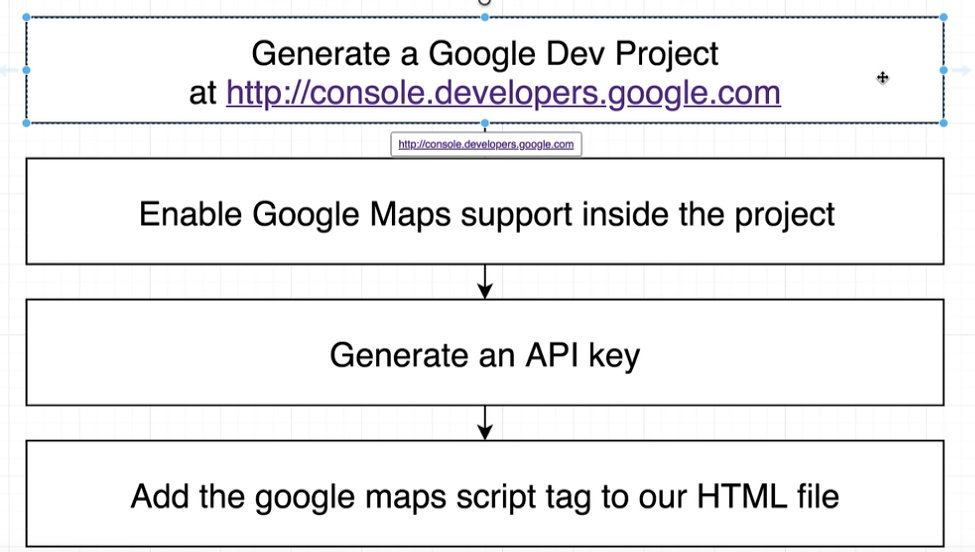 Generate a Google Dev Project
at http://console.developers.google.com
http://console.developers.google.com
Enable Google Maps support inside the project
Generate an API key
Add the google maps script tag to our HTML file